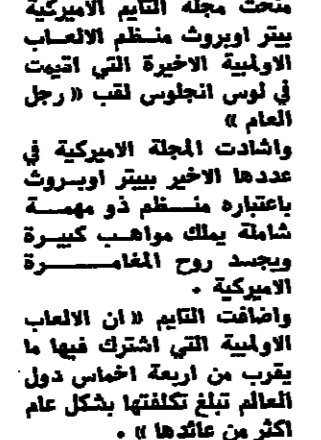 منحت مجلة التايم الاميركية
بيتر اوبروث منظم الالعاب
الاولمبية الاخيرة التي اقيمت
في لوس انجلوس لقب « رجل
العام »
واشادت المجلة الاميركية في
عددها الاخير ببيتر اوبروث
باعتباره منظم ذو مهمة
شاملة يملك مواهب كبيرة
ويجسد روح المغامرة
الاميركية .
واضافت التايم « ان الالعاب
الاولمبية التي اشترك فيها ما
يقرب من اربعة اخماس دول
العالم تبلغ تكلفتها بشكل عام
اكثر من عائدها » .